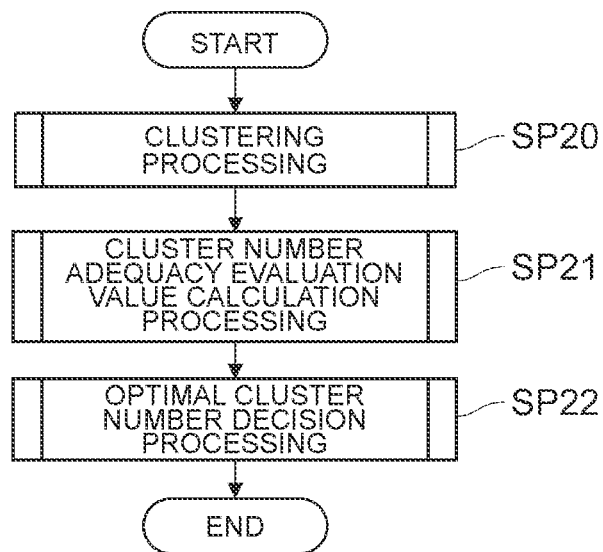 START
CLUSTERING
PROCESSING
SP20
CLUSTER NUMBER
ADEQUACY EVALUATION
VALUE CALCULATION
PROCESSING
SP21
OPTIMAL CLUSTER
NUMBER DECISION
PROCESSING
SP22
END